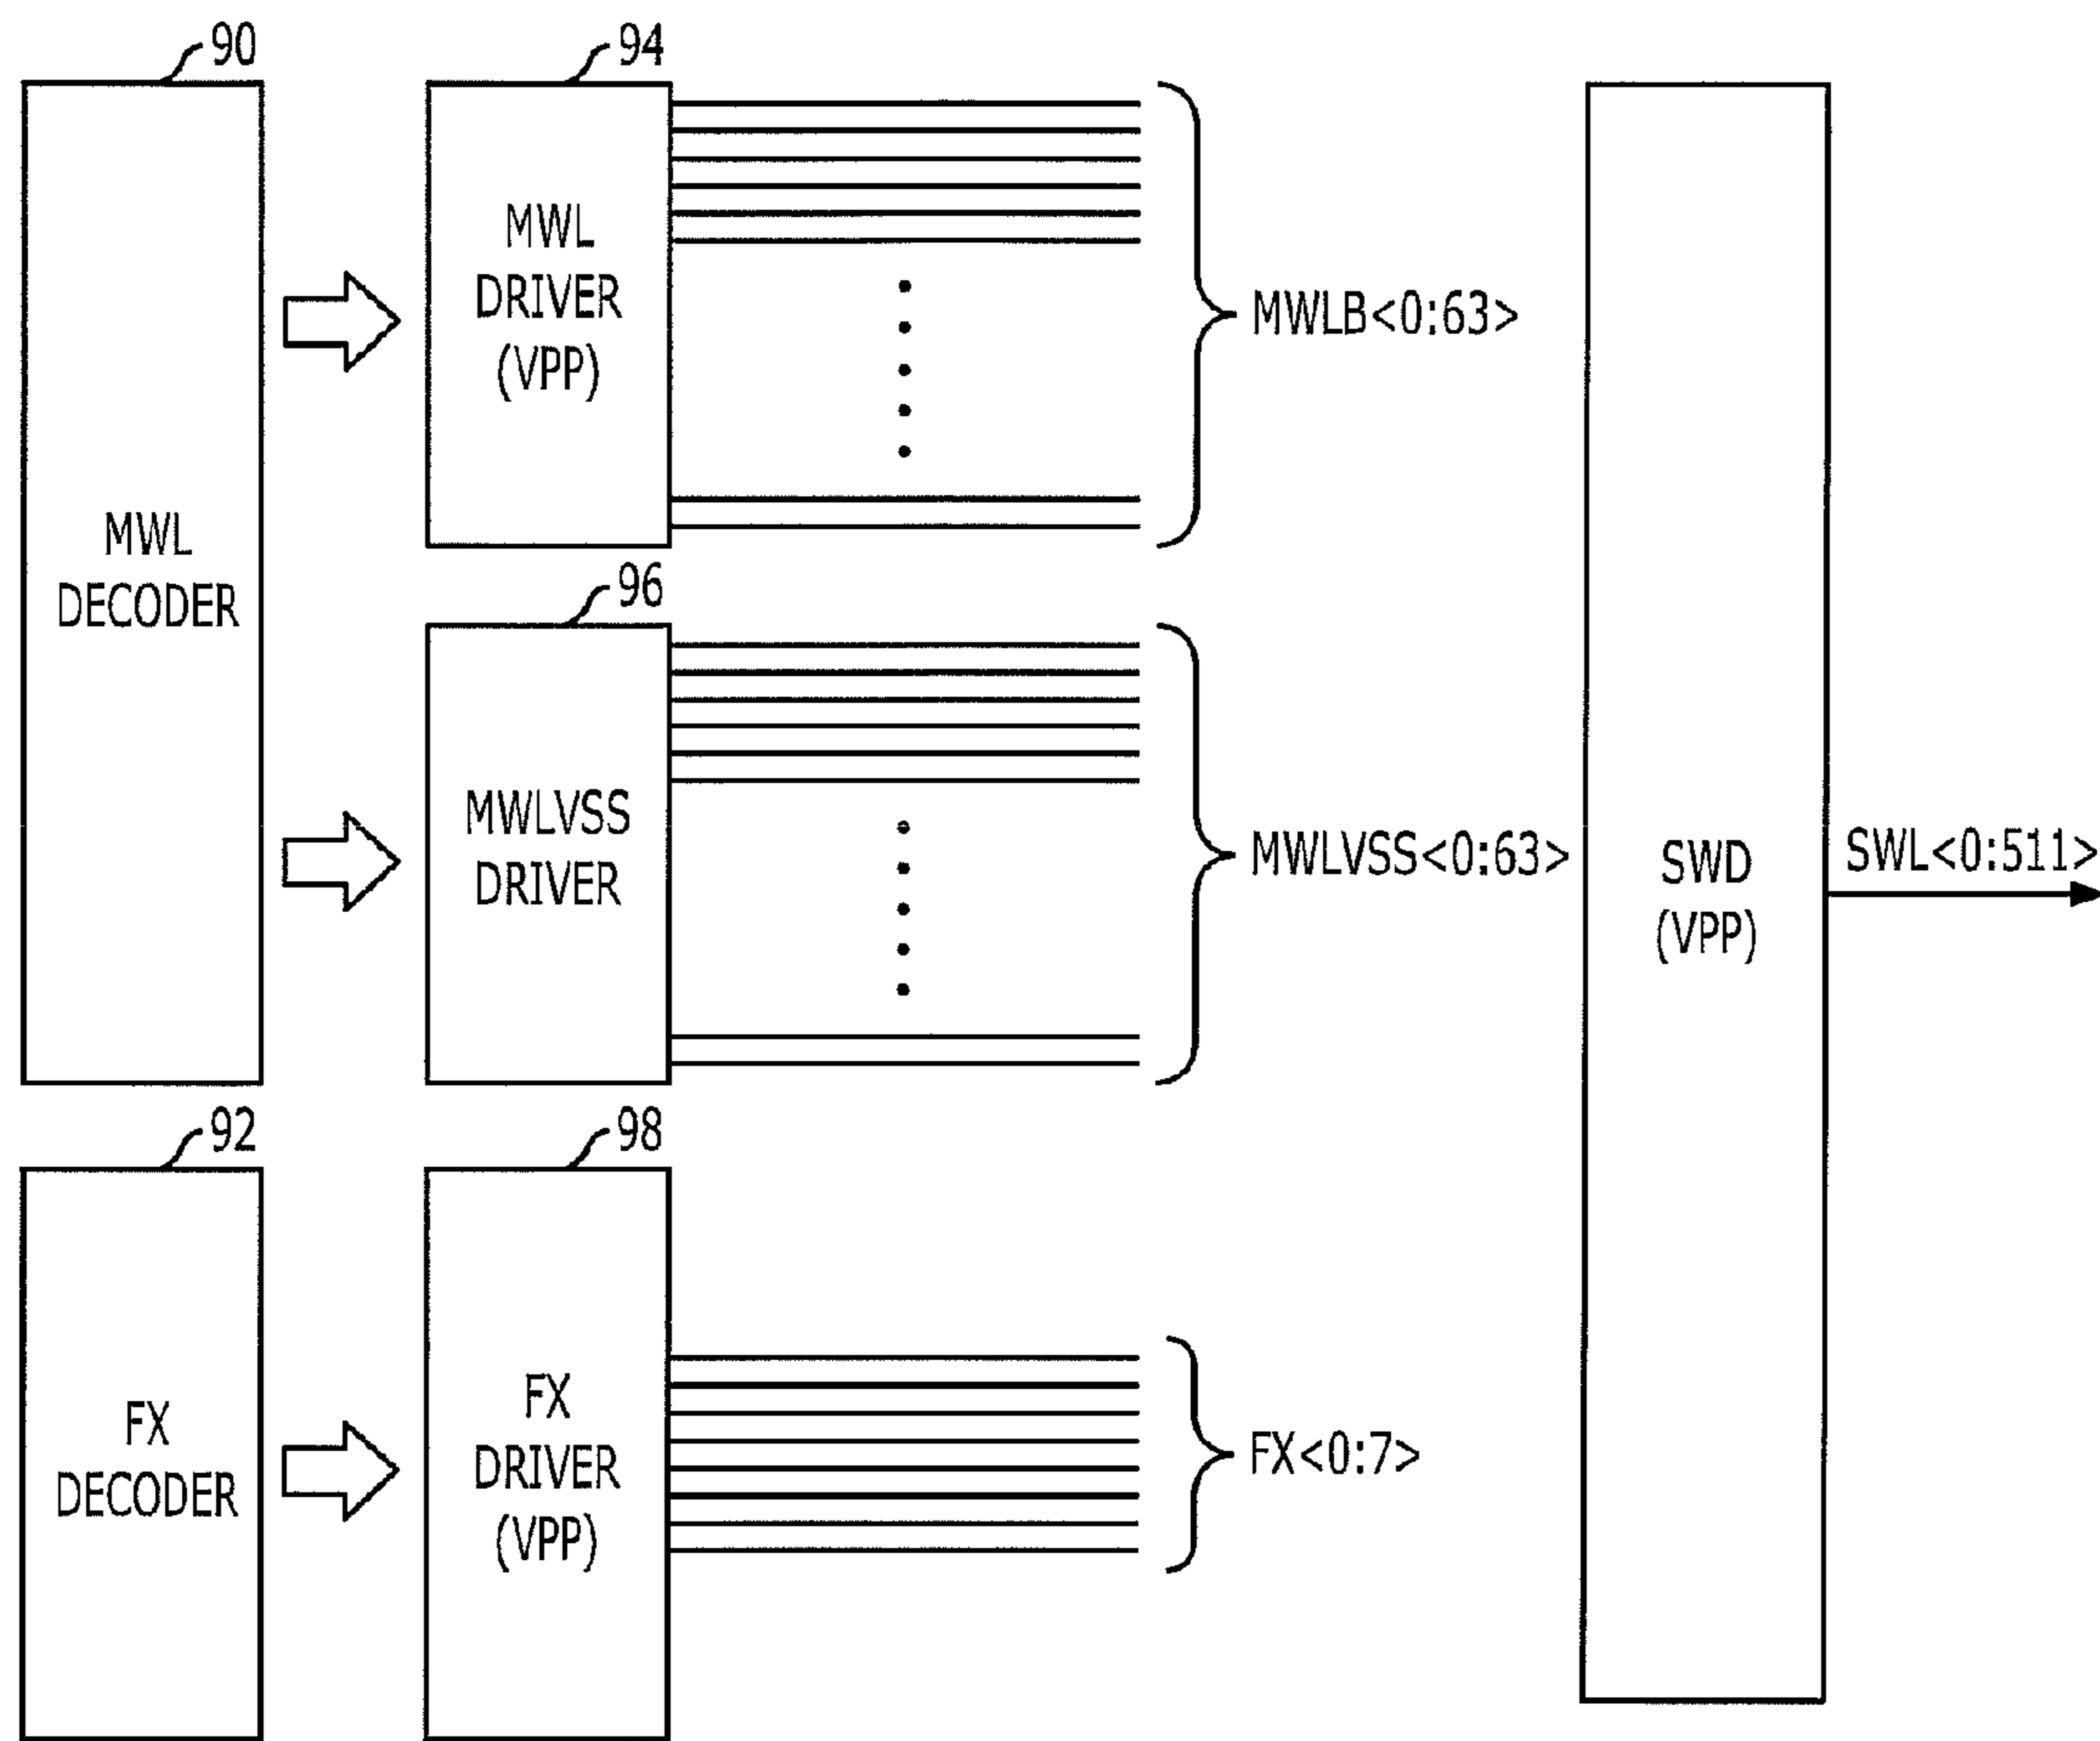 90
94
MWL
DECODER
MWL
DRIVER
(VPP)
MWLB<0:63>
96
MWLVSS
DRIVER
MWLVSS<0:63>
SWD
(VPP)
SWL<0:511>
92
98
FX
DECODER
FX
DRIVER
(VPP)
FX<0:7>